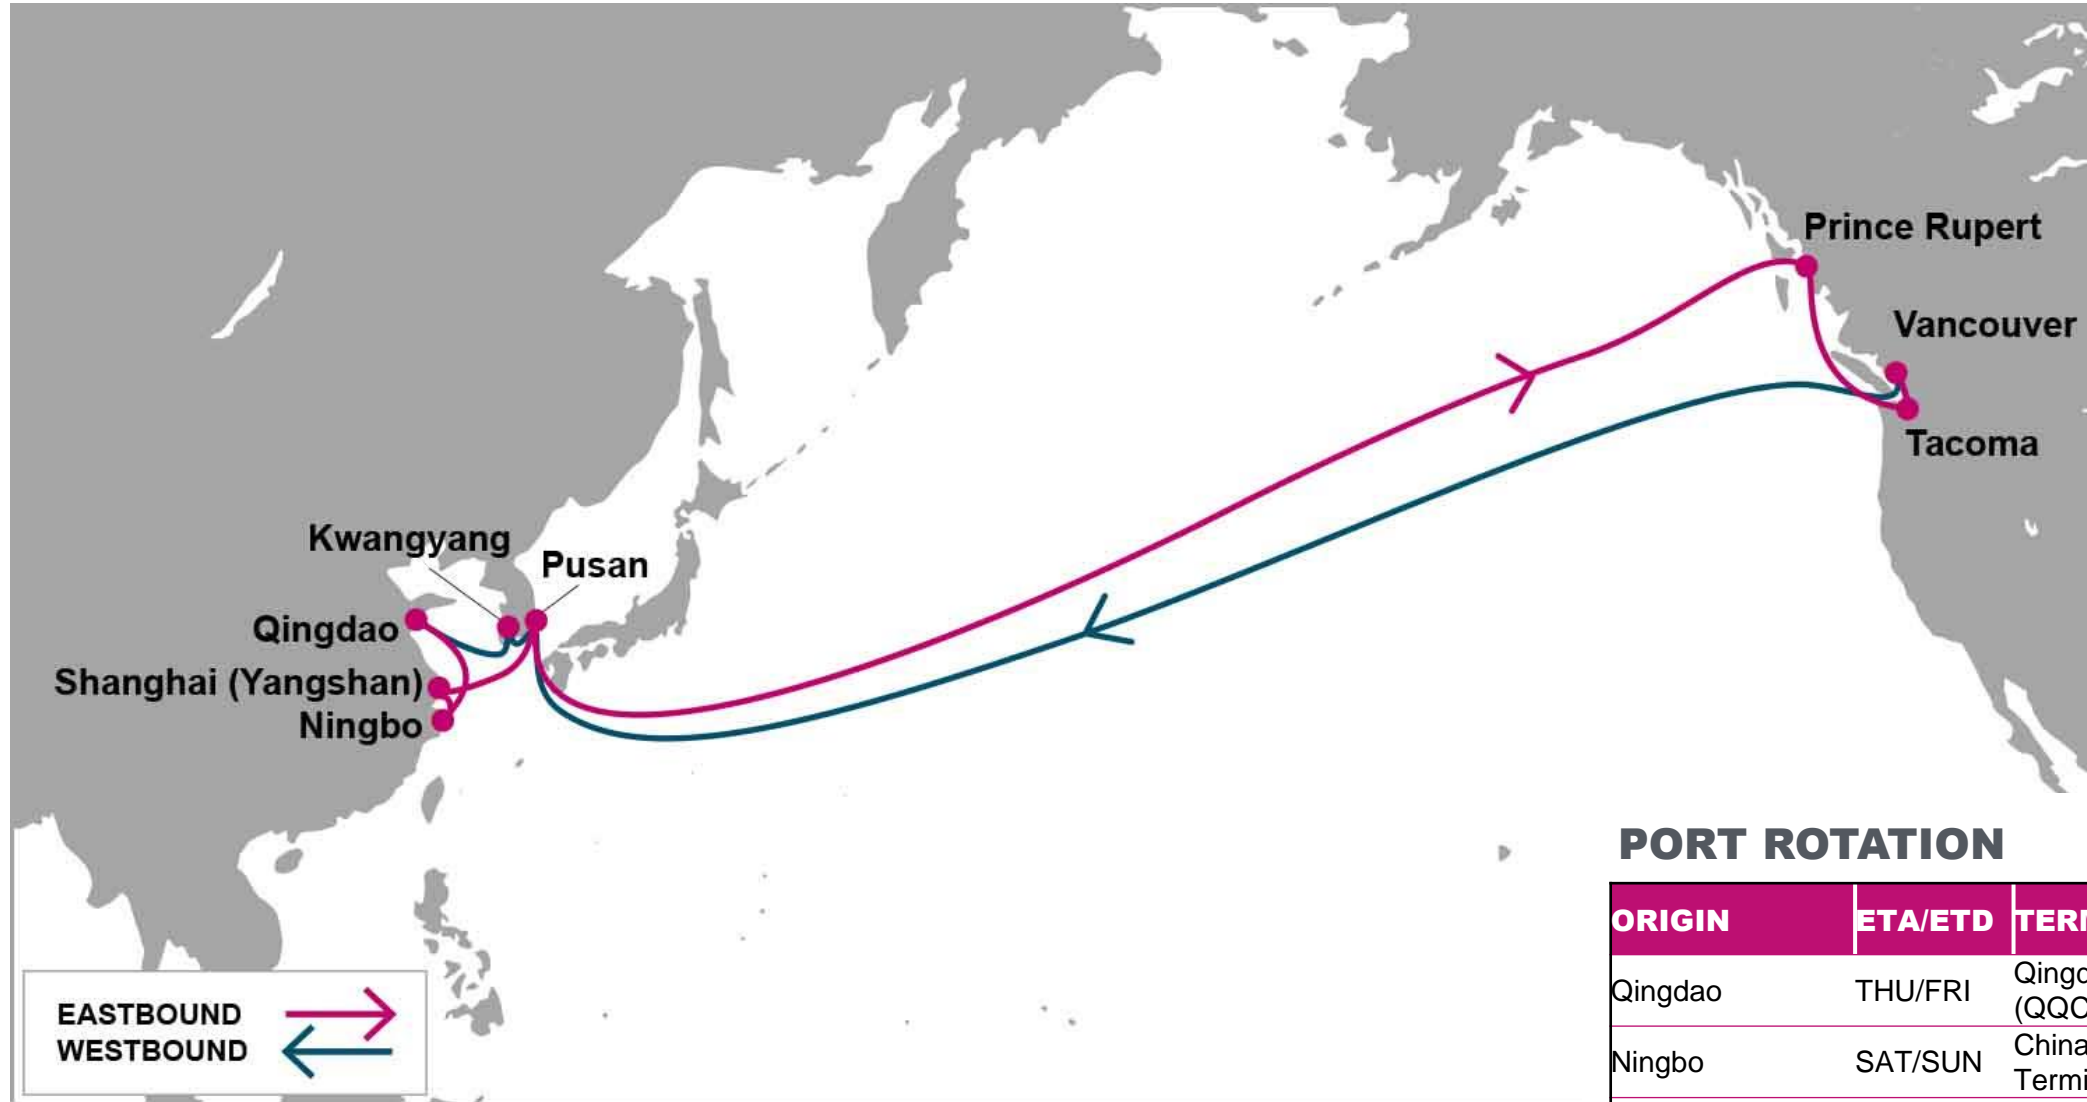 Prince Rupert
Vancouver
Tacoma
Kwangyang
Pusan
Qingdao
Shanghai (Yangshan)
Ningbo
EASTBOUND
WESTBOUND
PORT ROTATION
ORIGIN ETA/ETD
Qingdao THU/FRI
Ningbo SAT/SUN China